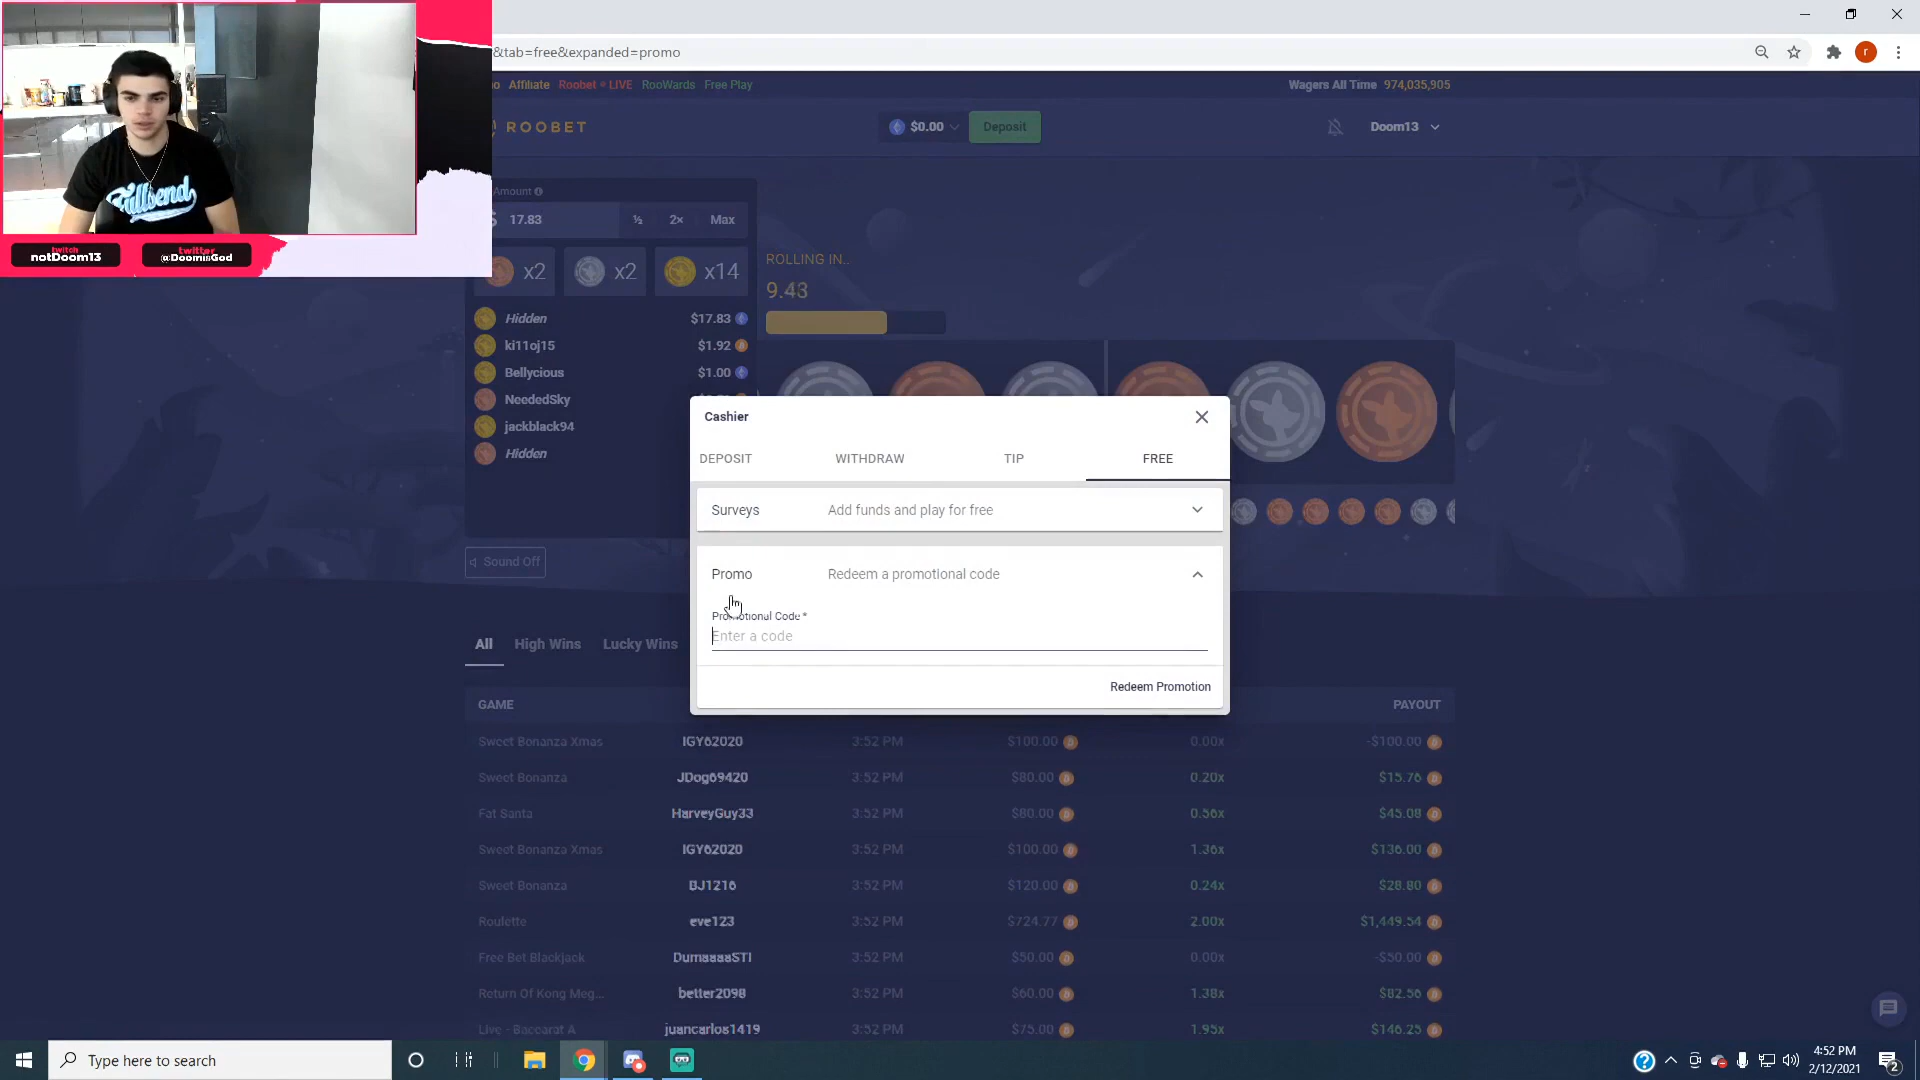 &tab=free&expanded=promo
Affiliate Roobet LIVE RooWards Free Play Wagers All Time 974,035,905
ROOBET $0.00 Deposit Doom13
Fullsend
twitch
notDoom13
twitter
@DoomisGod
Amount
17.83 ½ 2× Max
x2 x2 x14
ROLLING IN..
9.43
Hidden $17.83
ki11oj15 $1.92
Bellycious $1.00
NeededSky
jackblack94
Hidden
Sound Off
Cashier
DEPOSIT WITHDRAW TIP FREE
Surveys Add funds and play for free
Promo Redeem a promotional code
Promotional Code *
Enter a code
Redeem Promotion
All High Wins Lucky Wins
GAME PAYOUT
Sweet Bonanza Xmas IGY62020 3:52 PM $100.00 0.00x -$100.00
Sweet Bonanza JDog69420 3:52 PM $80.00 0.20x $15.76
Fat Santa HarveyGuy33 3:52 PM $80.00 0.56x $45.08
Sweet Bonanza Xmas IGY62020 3:52 PM $100.00 1.36x $136.00
Sweet Bonanza BJ1216 3:52 PM $120.00 0.24x $28.80
Roulette eve123 3:52 PM $724.77 2.00x $1,449.54
Free Bet Blackjack DumaaaaSTI 3:52 PM $50.00 0.00x -$50.00
Return Of Kong Meg... better2098 3:52 PM $60.00 1.38x $82.56
Live - Baccarat A juancarlos1419 3:52 PM $75.00 1.95x $146.25
Type here to search
4:52 PM
2/12/2021
2